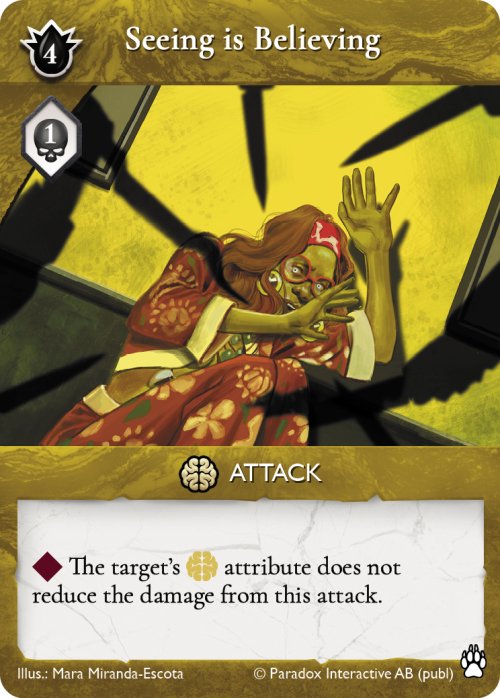 4
Seeing is Believing
1
ATTACK
The target's attribute does not
reduce the damage from this attack.
Illus.: Mara Miranda-Escota
© Paradox Interactive AB (publ)